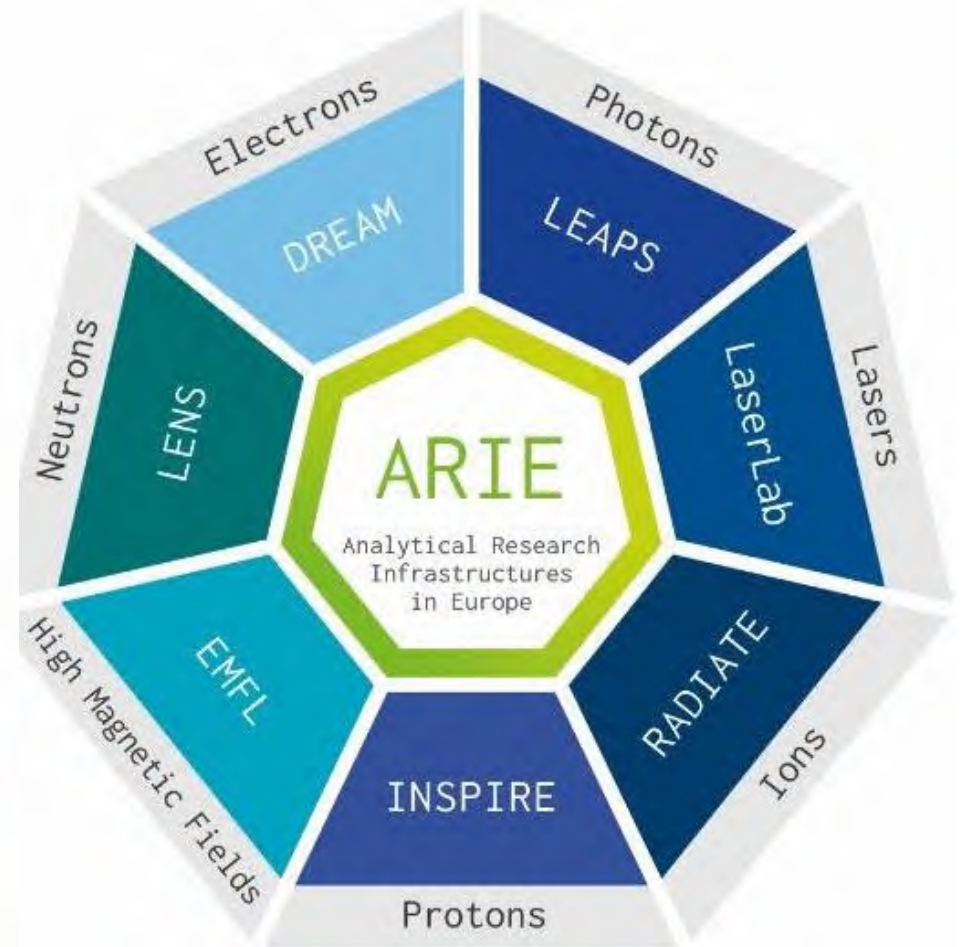 Electrons
DREAM
Photons
LEAPS
Lasers
LaserLab
Ions
RADIATE
Protons
INSPIRE
High Magnetic Fields
EMFL
Neutrons
LENS
ARIE
Analytical Research
Infrastructures
in Europe